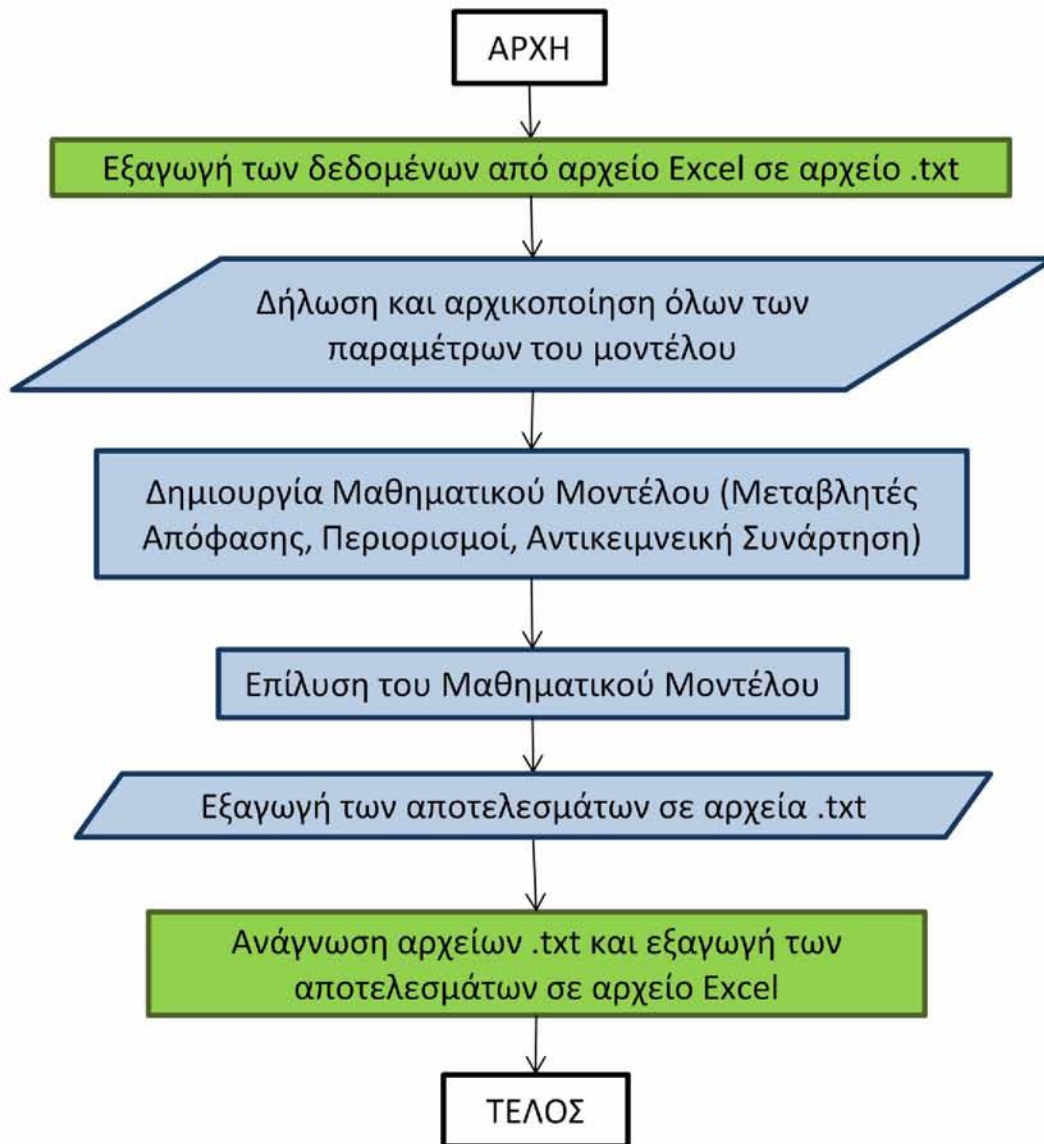 ΑΡΧΗ
Εξαγωγή των δεδομένων από αρχείο Excel σε αρχείο .txt
Δήλωση και αρχικοποίηση όλων των
παραμέτρων του μοντέλου
Δημιουργία Μαθηματικού Μοντέλου (Μεταβλητές
Απόφασης, Περιορισμοί, Αντικειμνεική Συνάρτηση)
Επίλυση του Μαθηματικού Μοντέλου
Εξαγωγή των αποτελεσμάτων σε αρχεία .txt
Ανάγνωση αρχείων .txt και εξαγωγή των
αποτελεσμάτων σε αρχείο Excel
ΤΕΛΟΣ